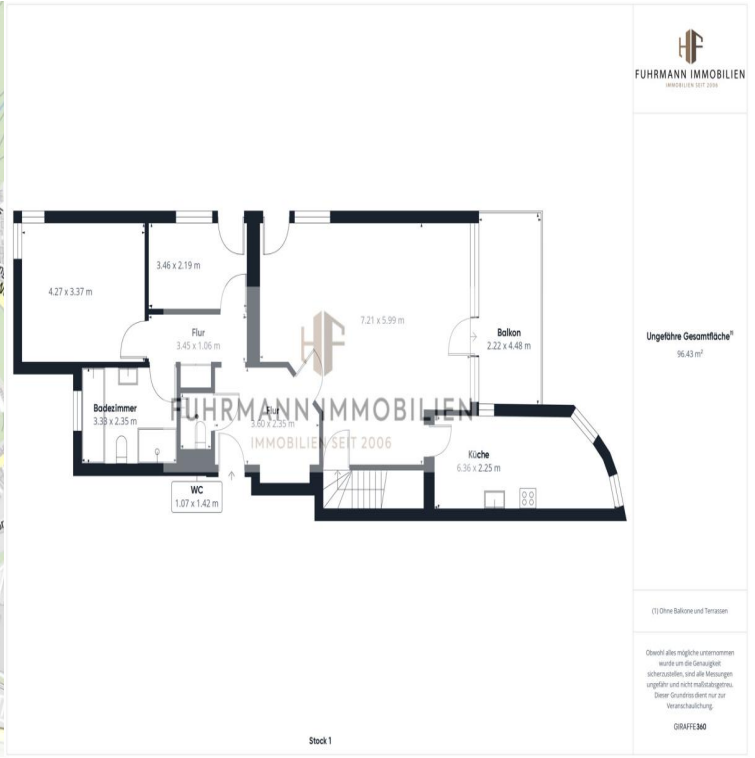 FUHRMANN IMMOBILIEN
IMMOBILIEN SEIT 2006
4.27 x 3.37 m
3.46 x 2.19 m
Flur
3.45 x 1.06 m
7.21 x 5.99 m
Balkon
2.22 x 4.48 m
Ungefähre Gesamtfläche⁽¹⁾
96.43 m²
Badezimmer
3.33 x 2.35 m
Flur
3.60 x 2.35 m
FUHRMANN IMMOBILIEN
IMMOBILIEN SEIT 2006
Küche
6.36 x 2.25 m
WC
1.07 x 1.42 m
(1) Ohne Balkone und Terrassen
Obwohl alles mögliche unternommen
wurde um die Genauigkeit
sicherzustellen, sind alle Messungen
ungefähr und nicht maßstabsgetreu.
Dieser Grundriss dient nur zur
Veranschaulichung.
GIRAFFE360
Stock 1